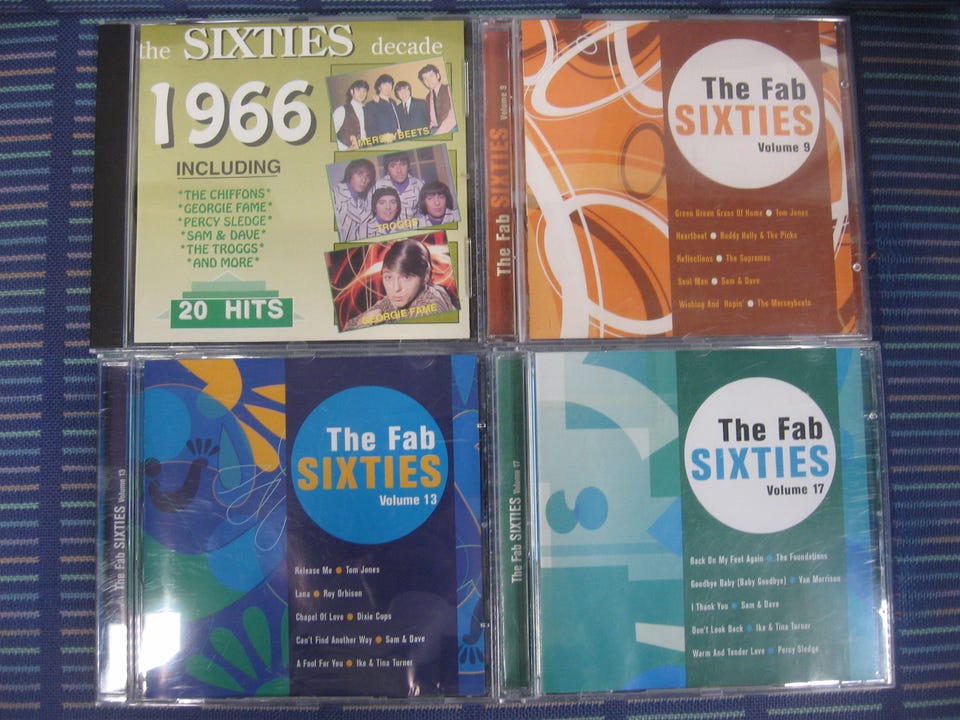 the SIXTIES decade
1966
INCLUDING
*THE CHIFFONS*
*GEORGIE FAME*
*PERCY SLEDGE*
*SAM & DAVE*
*THE TROGGS*
*AND MORE*
20 HITS
MERSEYBEETS
TROGGS
GEORGIE FAME
The Fab SIXTIES Volume 9
The Fab
SIXTIES
Volume 9
Green Green Grass Of Home Tom Jones
Heartbeat Buddy Holly & The Picks
Reflections The Supremes
Soul Man Sam & Dave
Wishing And Hopin' The Merseybeats
The Fab SIXTIES Volume 13
The Fab
SIXTIES
Volume 13
Release Me Tom Jones
Lana Roy Orbison
Chapel Of Love Dixie Cups
Can't Find Another Way Sam & Dave
A Fool For You Ike & Tina Turner
The Fab SIXTIES Volume 17
The Fab
SIXTIES
Volume 17
Back On My Feet Again The Foundations
Goodbye Baby (Baby Goodbye) Van Morrison
I Thank You Sam & Dave
Don't Look Back Ike & Tina Turner
Warm And Tender Love Percy Sledge